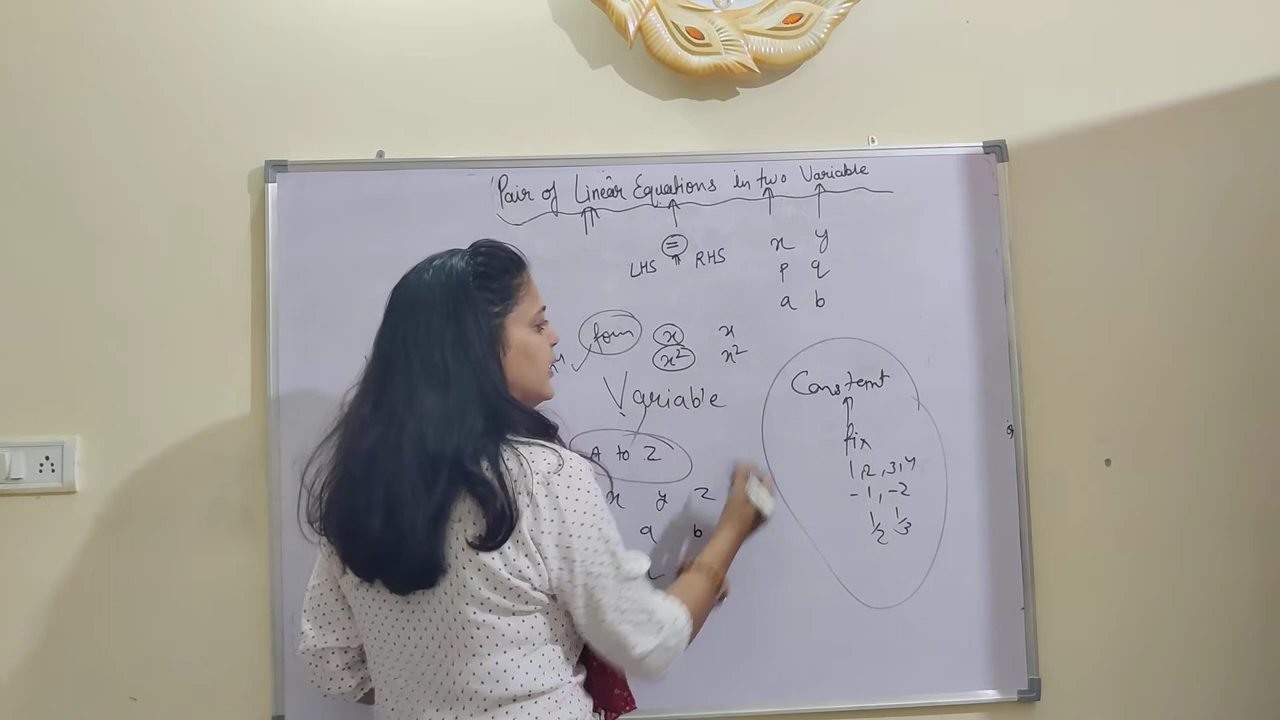 Pair of Linear Equations in two Variable
=
LHS RHS
x y
p q
a b
form x x
x² x²
Variable
A to Z
x y z
a b
Constant
fix
1, 2, 3, 4
-1, -2
1/2 1/3